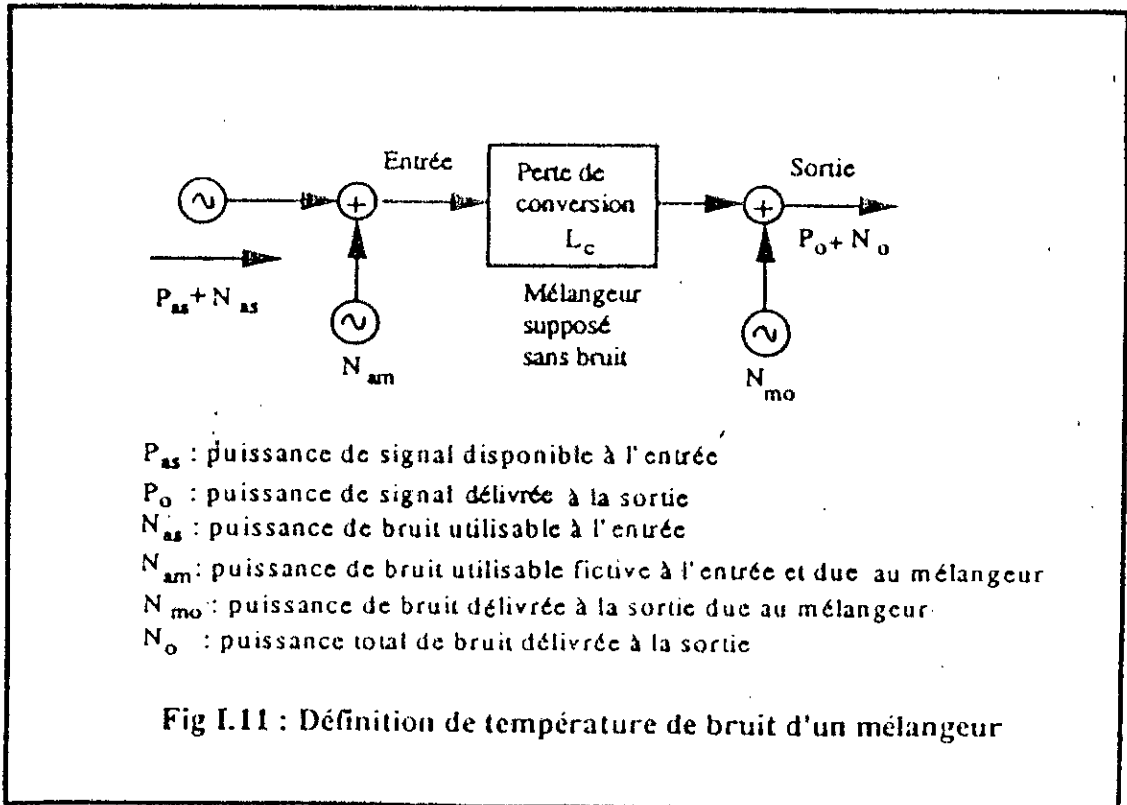 Entrée
Sortie
Perte de
conversion
L_c
P_as + N_as
P_o + N_o
Mélangeur
supposé
sans bruit
N_am
N_mo
P_as : puissance de signal disponible à l'entrée
P_o : puissance de signal délivrée à la sortie
N_as : puissance de bruit utilisable à l'entrée
N_am : puissance de bruit utilisable fictive à l'entrée et due au mélangeur
N_mo : puissance de bruit délivrée à la sortie due au mélangeur
N_o : puissance total de bruit délivrée à la sortie
Fig I.11 : Définition de température de bruit d'un mélangeur